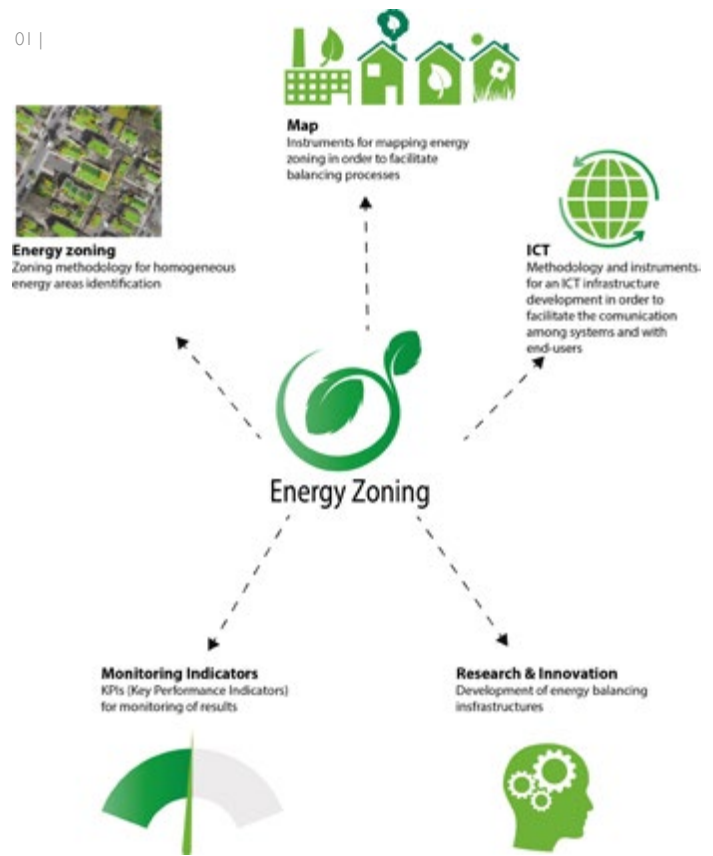 01 |
Map
Instruments for mapping energy
zoning in order to facilitate
balancing processes
Energy zoning
Zoning methodology for homogeneous
energy areas identification
ICT
Methodology and instruments
for an ICT infrastructure
development in order to
facilitate the comunication
among systems and with
end-users
Energy Zoning
Monitoring Indicators
KPIs (Key Performance Indicators)
for monitoring of results
Research & Innovation
Development of energy balancing
insfrastructures